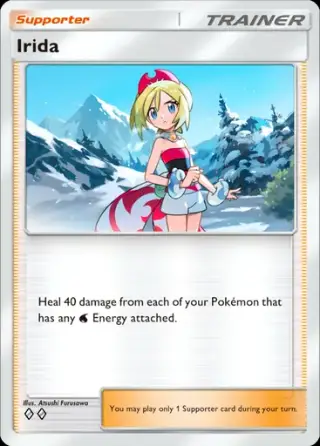 Supporter
TRAINER
Irida
Heal 40 damage from each of your Pokémon that
has any Energy attached.
Illus. Atsushi Furusawa
You may play only 1 Supporter card during your turn.